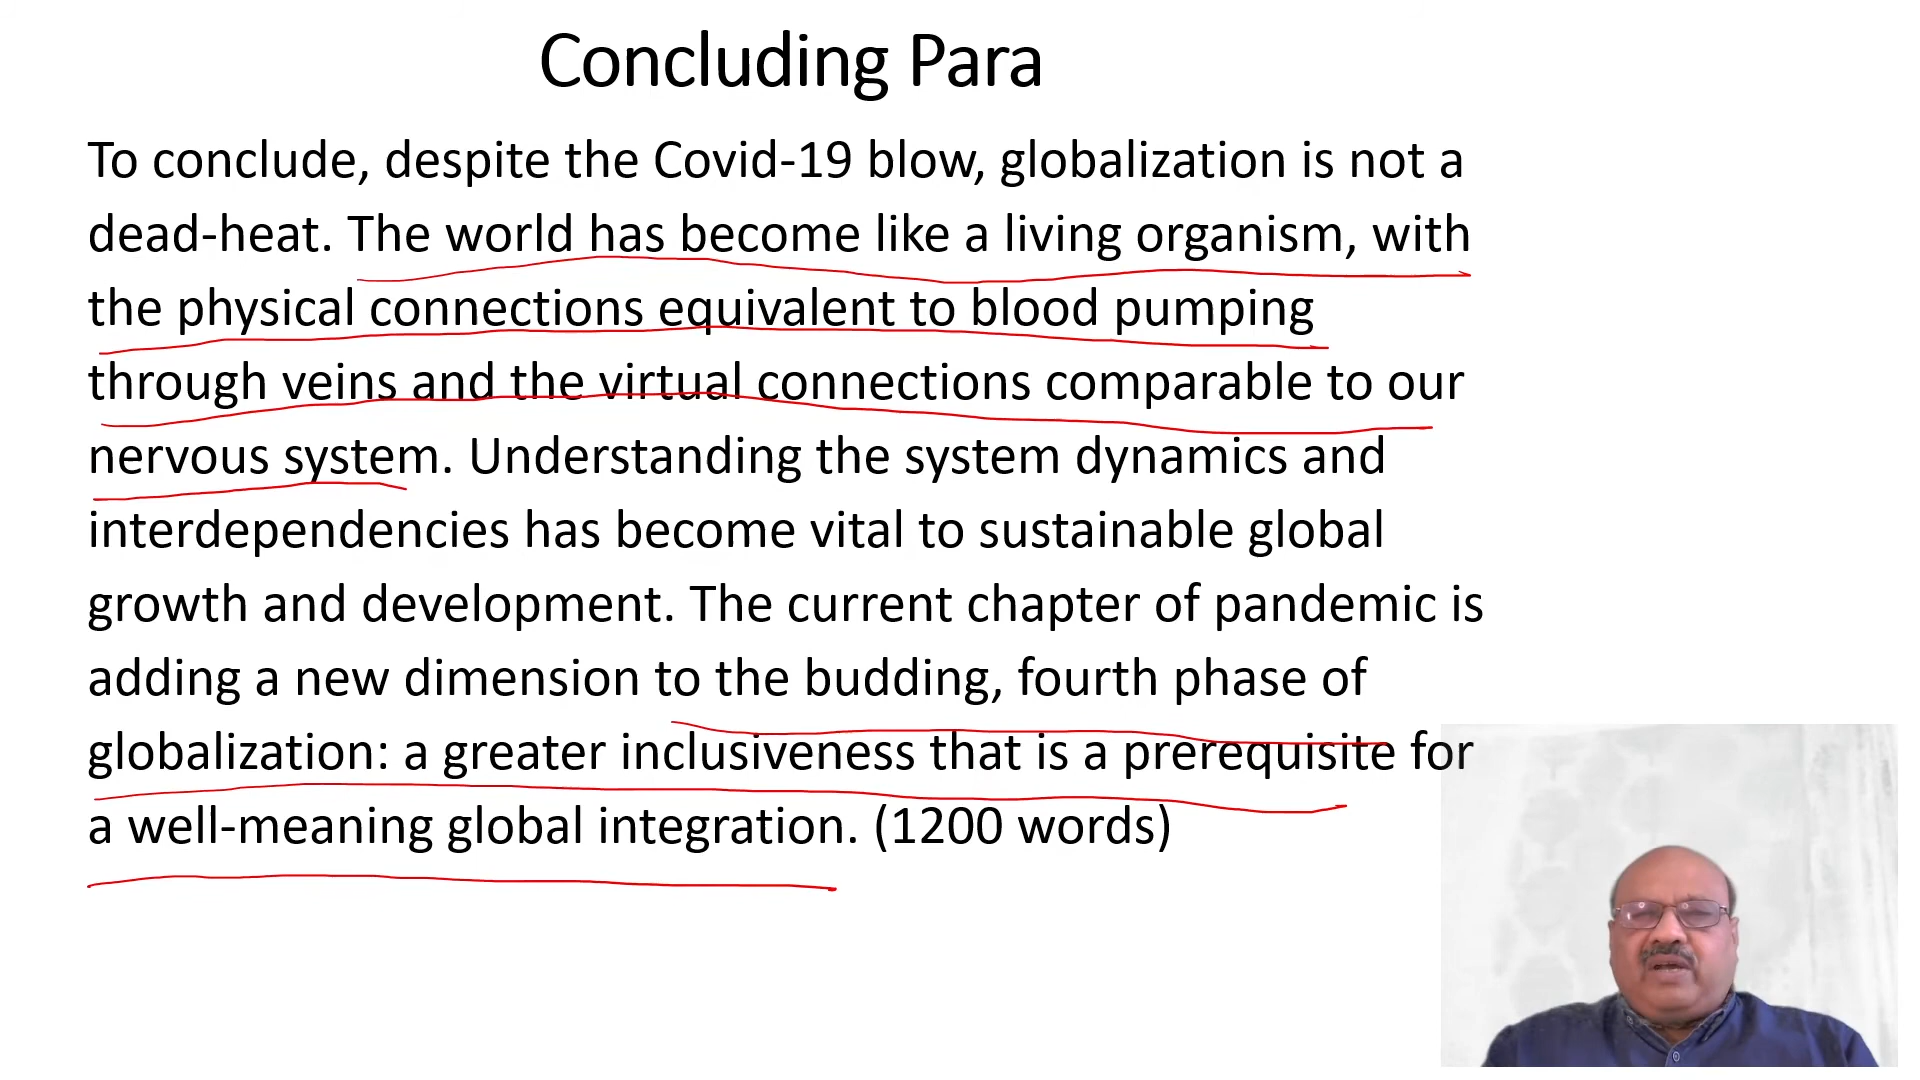 Concluding Para
To conclude, despite the Covid-19 blow, globalization is not a
dead-heat. The world has become like a living organism, with
the physical connections equivalent to blood pumping
through veins and the virtual connections comparable to our
nervous system. Understanding the system dynamics and
interdependencies has become vital to sustainable global
growth and development. The current chapter of pandemic is
adding a new dimension to the budding, fourth phase of
globalization: a greater inclusiveness that is a prerequisite for
a well-meaning global integration. (1200 words)